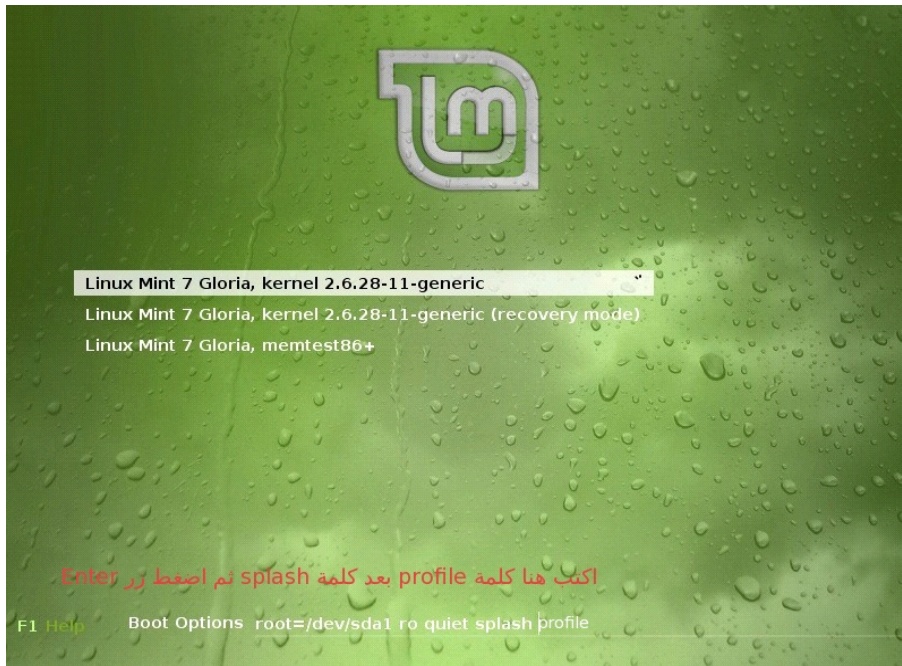 lm
Linux Mint 7 Gloria, kernel 2.6.28-11-generic
Linux Mint 7 Gloria, kernel 2.6.28-11-generic (recovery mode)
Linux Mint 7 Gloria, memtest86+
اكتب هنا كلمة profile بعد كلمة splash ثم اضغط زر Enter
F1 Help Boot Options root=/dev/sda1 ro quiet splash profile